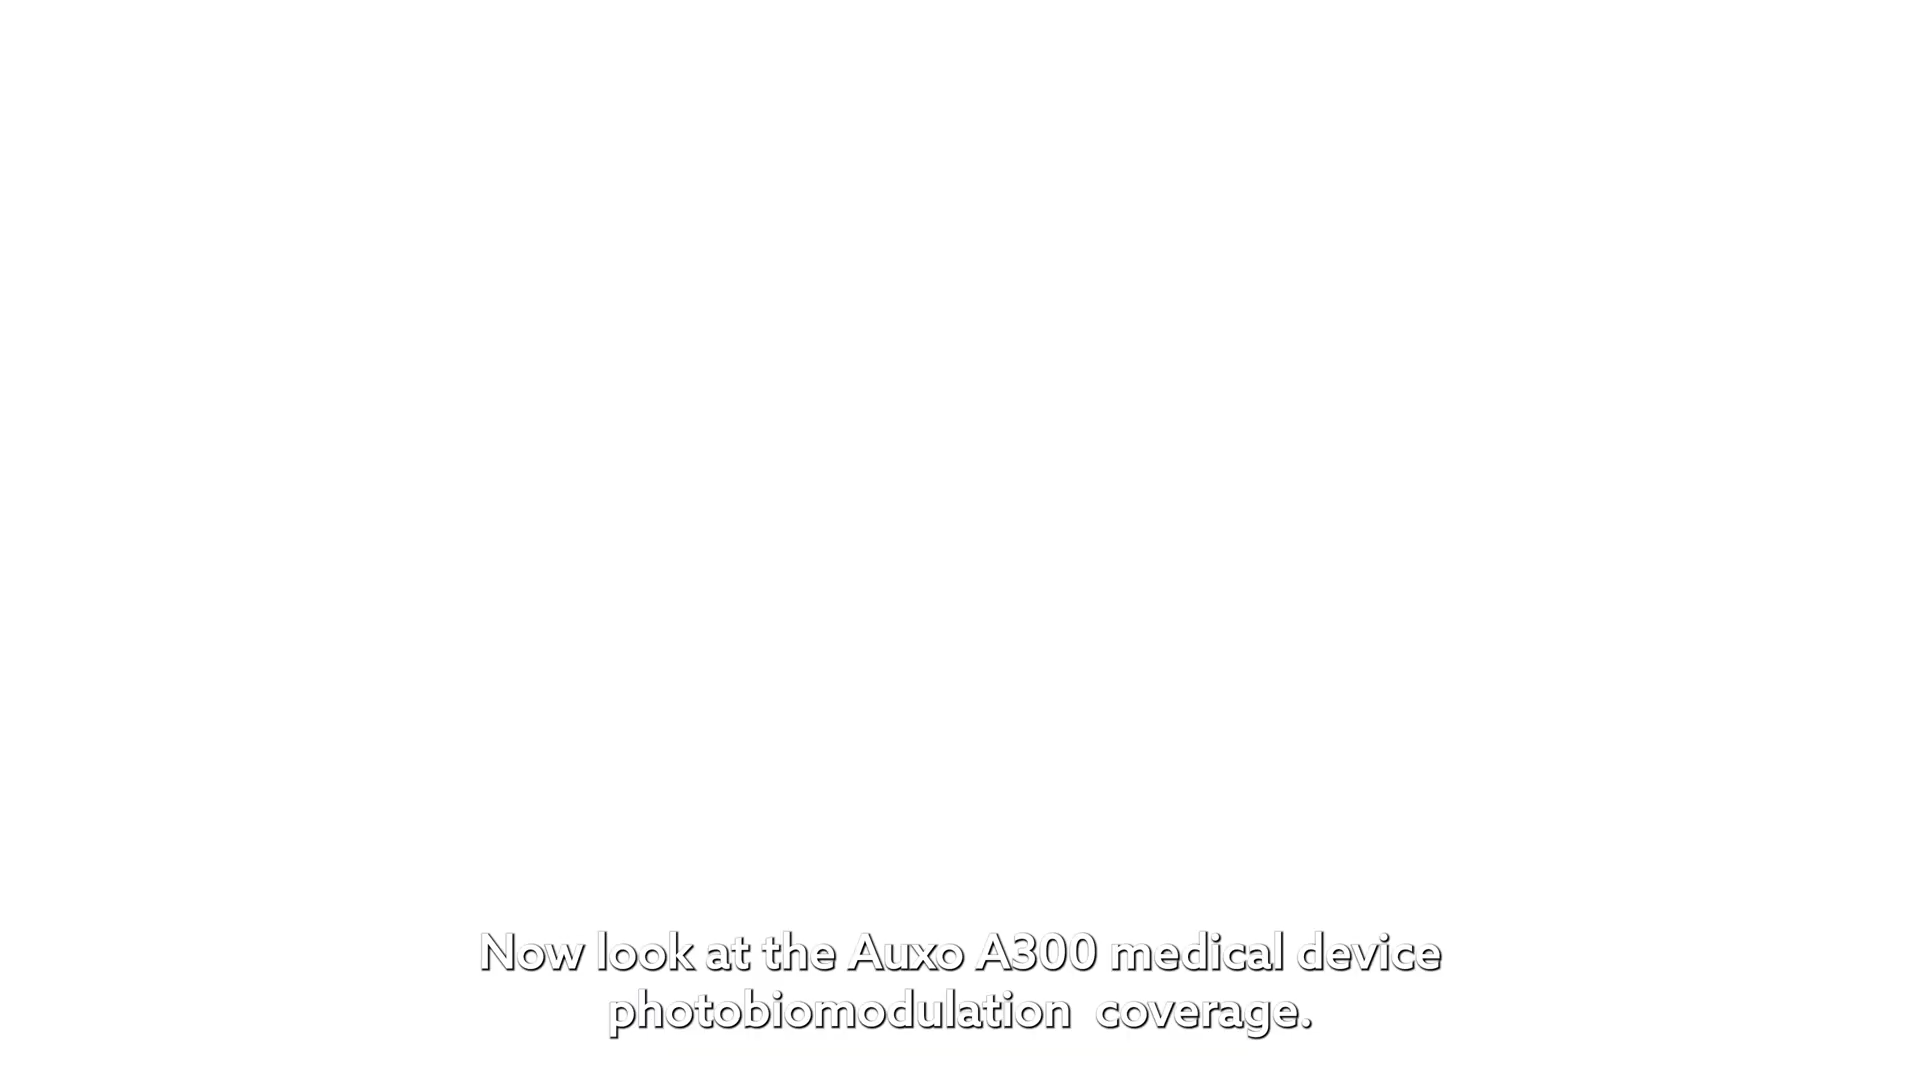 Now look at the Auxo A300 medical device
photobiomodulation  coverage.